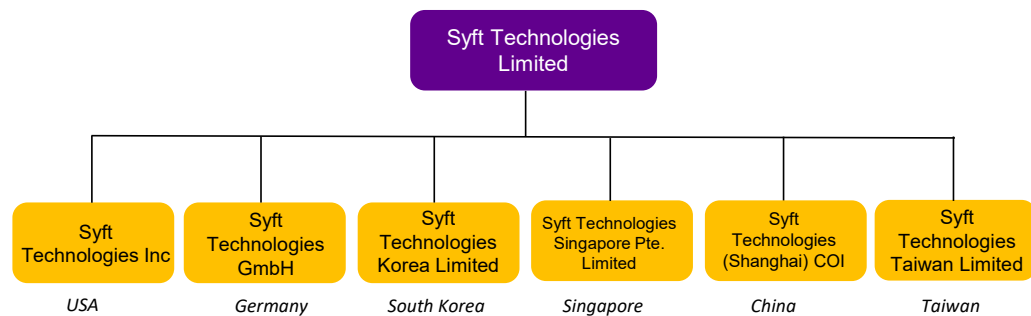 Syft Technologies
Limited
Syft
Technologies Inc
Syft
Technologies
GmbH
Syft
Technologies
Korea Limited
Syft Technologies
Singapore Pte.
Limited
Syft
Technologies
(Shanghai) COI
Syft
Technologies
Taiwan Limited
USA
Germany
South Korea
Singapore
China
Taiwan